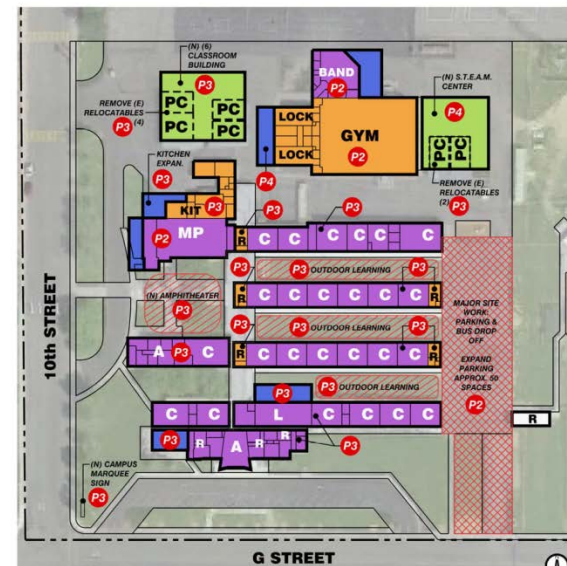 (N) (6)
CLASSROOM
BUILDING
P3
REMOVE (E)
RELOCATABLES
(4)
P3
PC
PC
PC
PC
BAND
P2
LOCK
LOCK
GYM
P2
P4
(N) S.T.E.A.M.
CENTER
P4
PC PC
REMOVE (E)
RELOCATABLES
(2)
P3
KITCHEN
EXPAN.
P3
KIT
P3
P3
P3
P2
MP
R
C C C C C C
P3
P3 OUTDOOR LEARNING
P3
(N) AMPHITHEATER
P3
R
C C C C C C
R
P3
P3 OUTDOOR LEARNING
P3
A P3 C
R
C C C C C C
R
P3
P3 OUTDOOR LEARNING
C C
L
C C C C
P3
R
A
R
R
P3
MAJOR SITE
WORK:
PARKING &
BUS DROP
OFF
EXPAND
PARKING
APPROX. 50
SPACES
P2
R
(N) CAMPUS
MARQUEE
SIGN
P3
10th STREET
G STREET
A